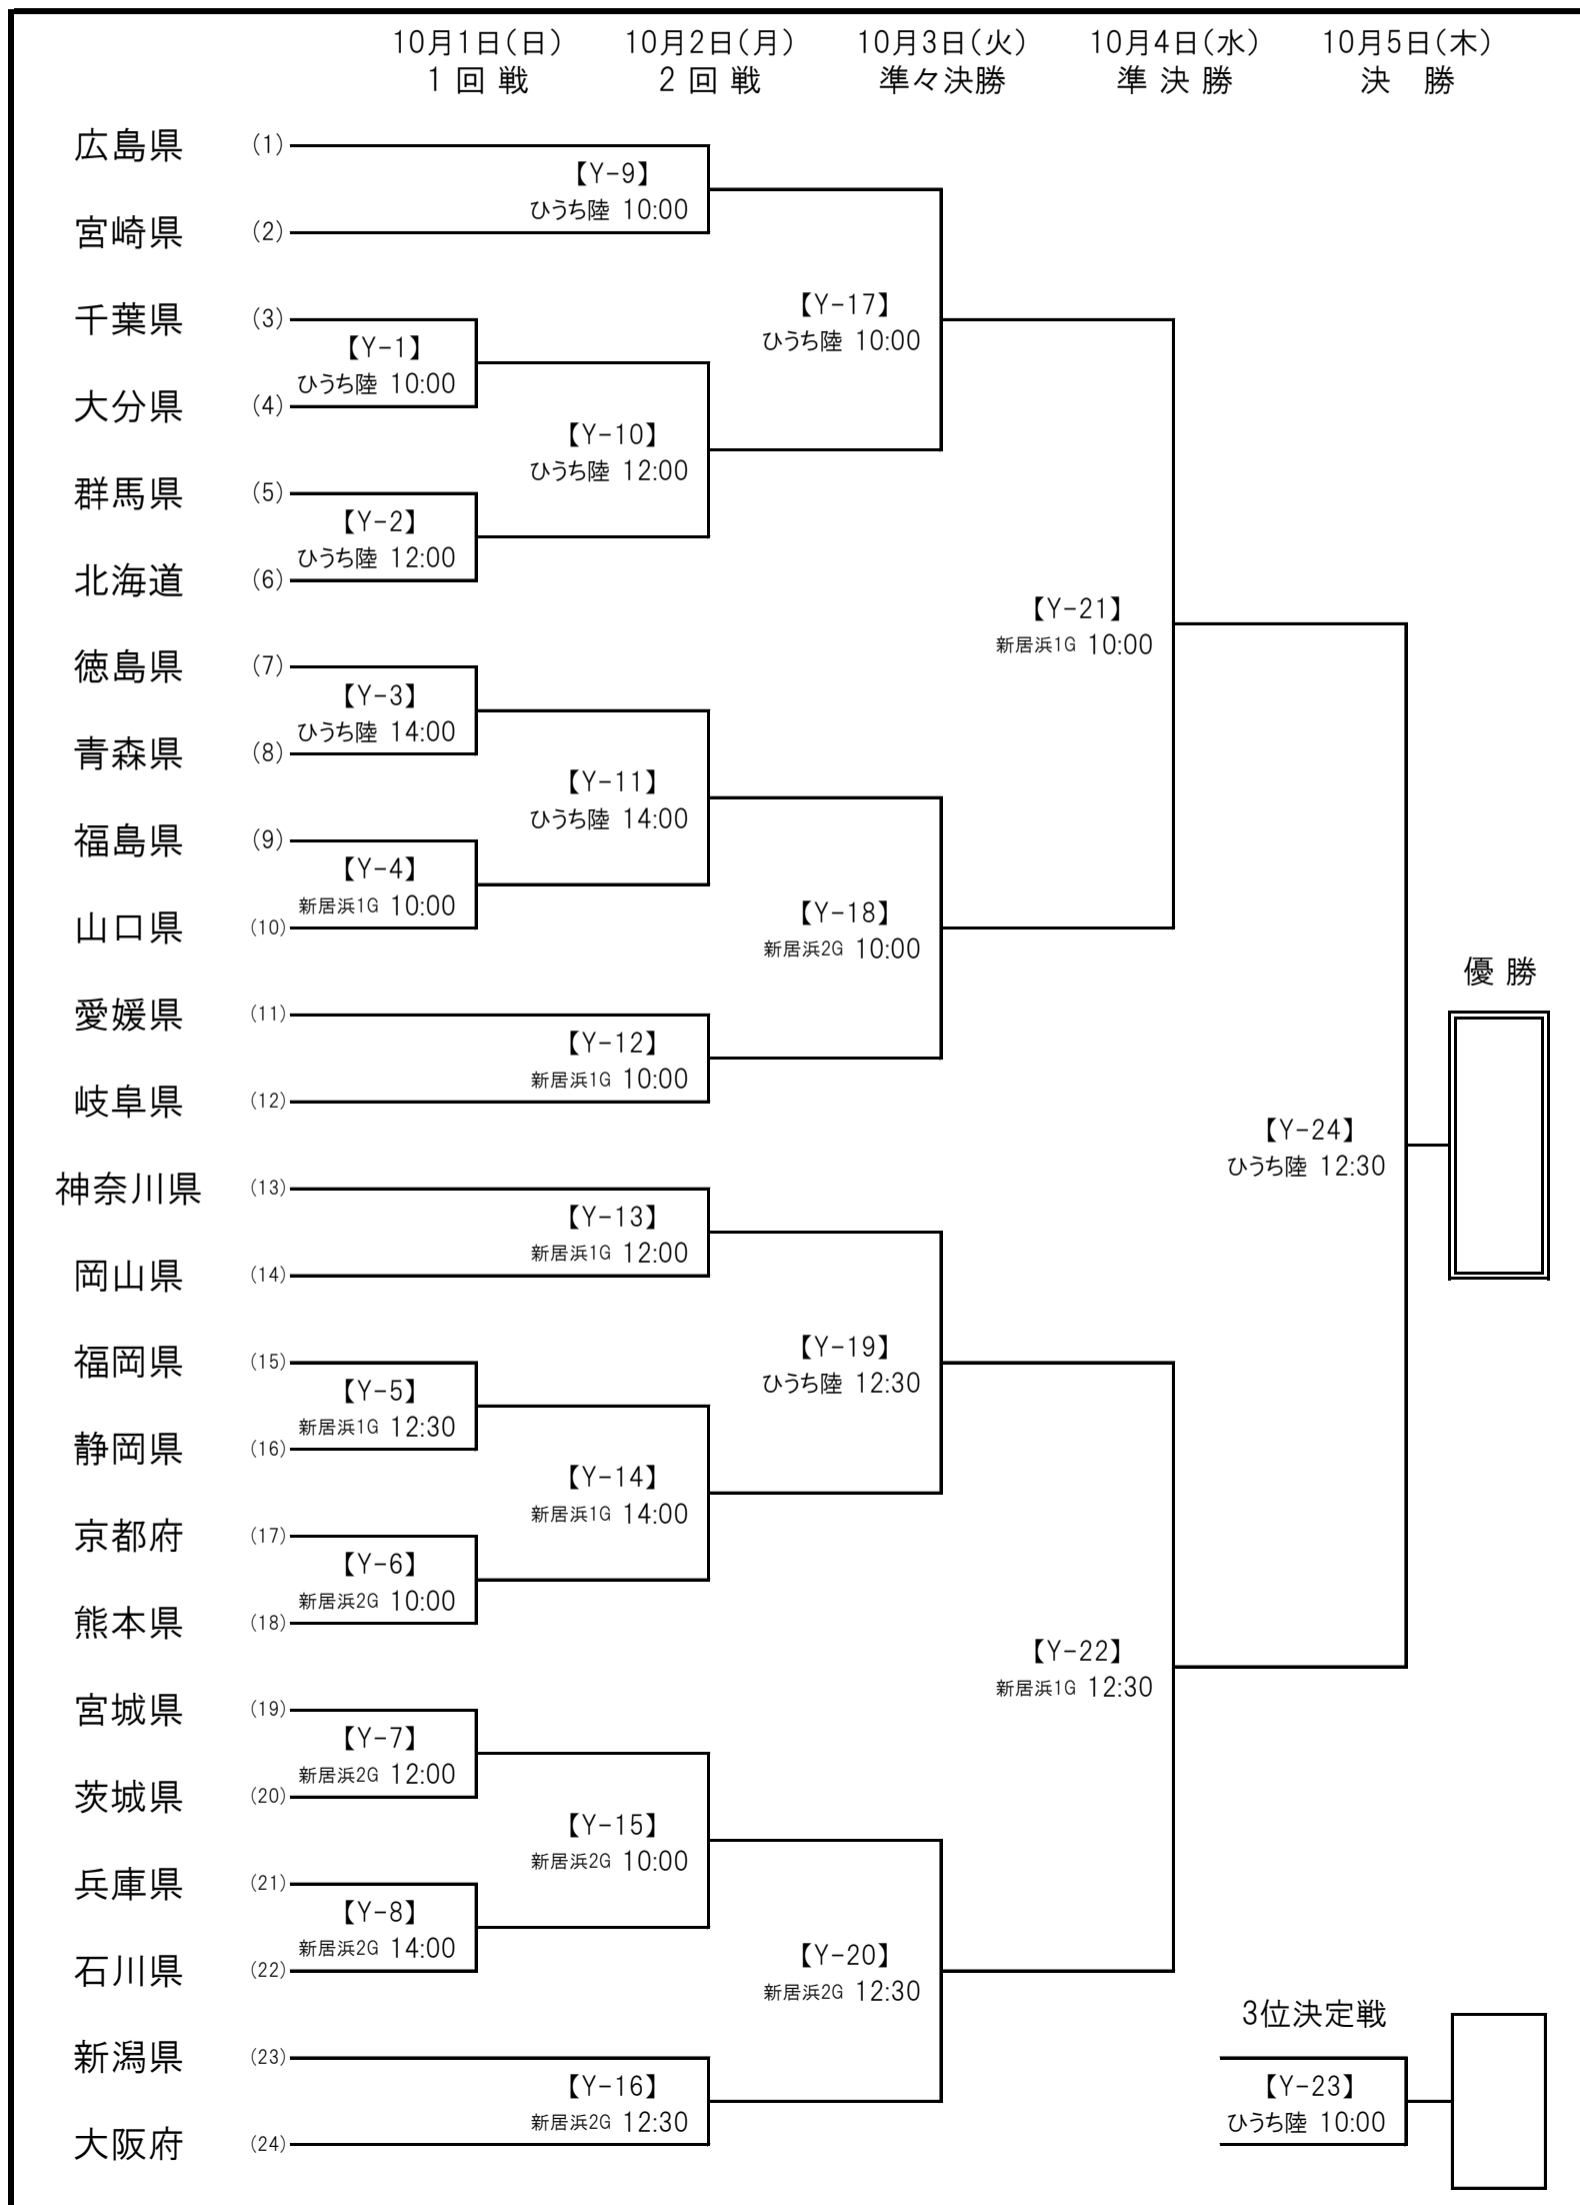 10月1日(日) 10月2日(月) 10月3日(火) 10月4日(水) 10月5日(木)
1 回 戦 2 回 戦 準々決勝 準 決 勝 決 勝
広島県 (1)
【Y-9】
ひうち陸 10:00
宮崎県 (2)
千葉県 (3)
【Y-17】
ひうち陸 10:00
【Y-1】
ひうち陸 10:00
大分県 (4)
【Y-10】
ひうち陸 12:00
群馬県 (5)
【Y-2】
ひうち陸 12:00
北海道 (6)
【Y-21】
新居浜1G 10:00
徳島県 (7)
【Y-3】
ひうち陸 14:00
青森県 (8)
【Y-11】
ひうち陸 14:00
福島県 (9)
【Y-4】
新居浜1G 10:00
山口県 (10)
【Y-18】
新居浜2G 10:00
優 勝
愛媛県 (11)
【Y-12】
新居浜1G 10:00
岐阜県 (12)
【Y-24】
ひうち陸 12:30
神奈川県 (13)
【Y-13】
新居浜1G 12:00
岡山県 (14)
【Y-19】
ひうち陸 12:30
福岡県 (15)
【Y-5】
新居浜1G 12:30
静岡県 (16)
【Y-14】
新居浜1G 14:00
京都府 (17)
【Y-6】
新居浜2G 10:00
熊本県 (18)
【Y-22】
新居浜1G 12:30
宮城県 (19)
【Y-7】
新居浜2G 12:00
茨城県 (20)
【Y-15】
新居浜2G 10:00
兵庫県 (21)
【Y-8】
新居浜2G 14:00
石川県 (22)
【Y-20】
新居浜2G 12:30
3位決定戦
新潟県 (23)
【Y-16】
新居浜2G 12:30
【Y-23】
ひうち陸 10:00
大阪府 (24)